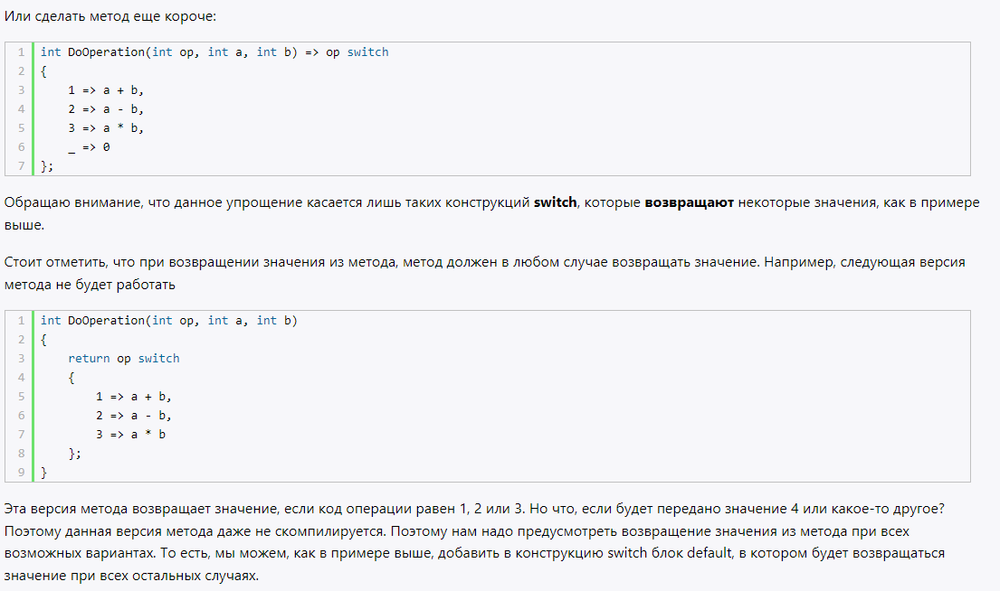 Или сделать метод еще короче:
1 int DoOperation(int op, int a, int b) => op switch
2 {
3     1 => a + b,
4     2 => a - b,
5     3 => a * b,
6     _ => 0
7 };
Обращаю внимание, что данное упрощение касается лишь таких конструкций switch, которые возвращают некоторые значения, как в примере
выше.
Стоит отметить, что при возвращении значения из метода, метод должен в любом случае возвращать значение. Например, следующая версия
метода не будет работать
1 int DoOperation(int op, int a, int b)
2 {
3     return op switch
4     {
5         1 => a + b,
6         2 => a - b,
7         3 => a * b
8     };
9 }
Эта версия метода возвращает значение, если код операции равен 1, 2 или 3. Но что, если будет передано значение 4 или какое-то другое?
Поэтому данная версия метода даже не скомпилируется. Поэтому нам надо предусмотреть возвращение значения из метода при всех
возможных вариантах. То есть, мы можем, как в примере выше, добавить в конструкцию switch блок default, в котором будет возвращаться
значение при всех остальных случаях.